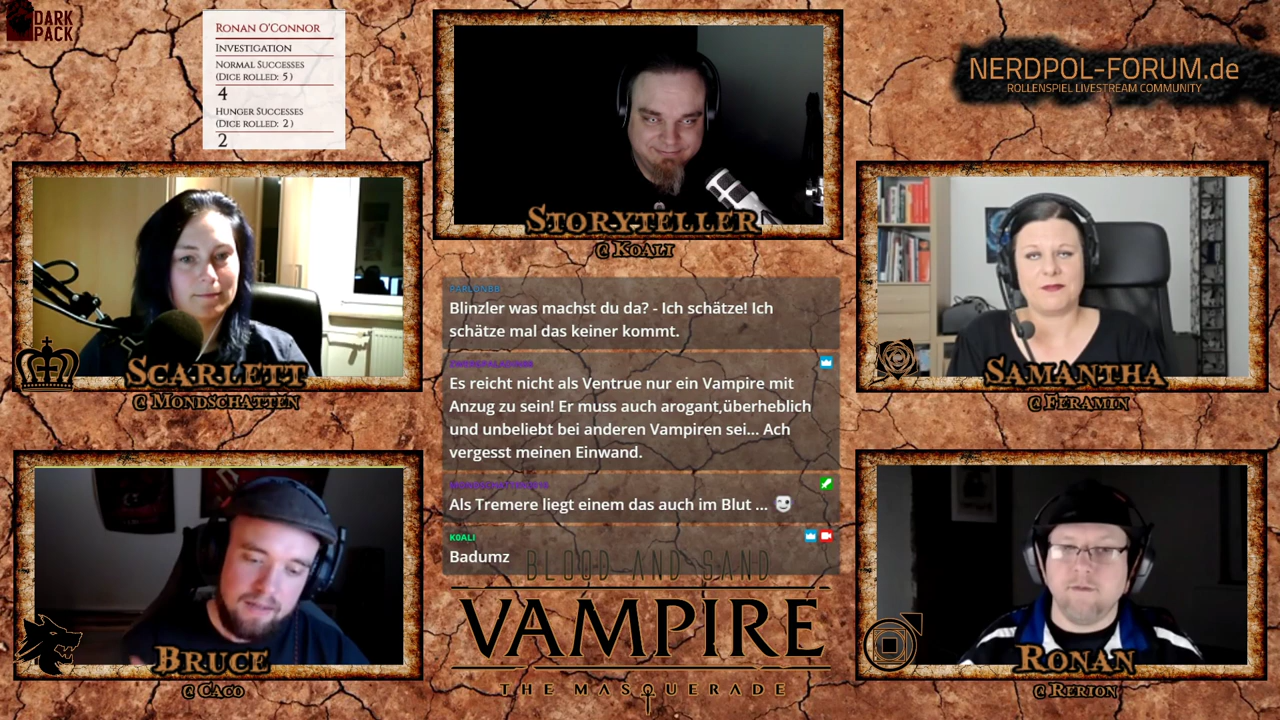 DARK
PACK
Ronan O'Connor
Investigation
Normal Successes
(Dice rolled: 5 )
4
Hunger Successes
(Dice rolled: 2 )
2
NERDPOL-FORUM.de
ROLLENSPIEL LIVESTREAM COMMUNITY
Storyteller
@ Koali
Scarlett
@ Mondschatten
Samantha
@ Feramin
Blinzler was machst du da? - Ich schätze! Ich
schätze mal das keiner kommt.
Es reicht nicht als Ventrue nur ein Vampire mit
Anzug zu sein! Er muss auch arogant,überheblich
und unbeliebt bei anderen Vampiren sei... Ach
vergesst meinen Einwand.
Als Tremere liegt einem das auch im Blut ...
KOALI
Badumz
BLOOD AND SAND
VAMPIRE
THE MASQUERADE
Bruce
@ Caco
Ronan
@ Rerion